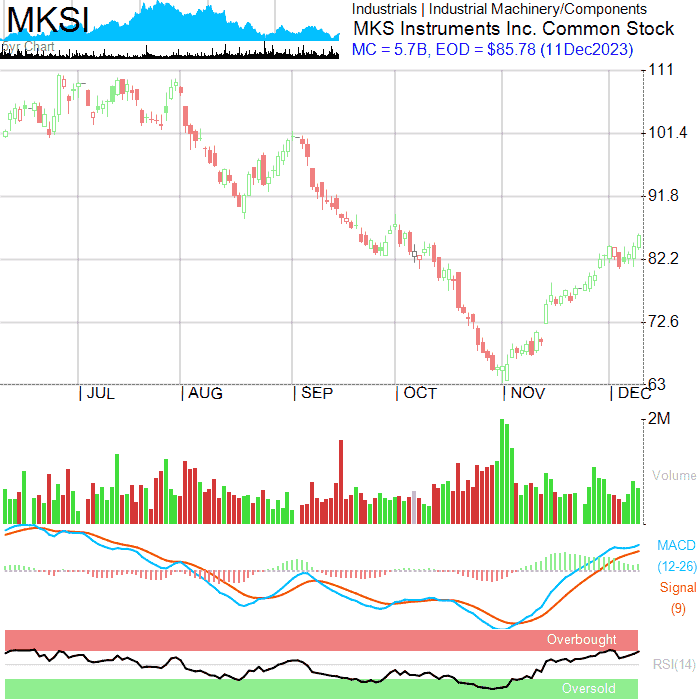 MKSI
Industrials | Industrial Machinery/Components
MKS Instruments Inc. Common Stock
MC = 5.7B, EOD = $85.78 (11Dec2023)
Chart
111
101.4
91.8
82.2
72.6
63
JUL AUG SEP OCT NOV DEC
2M
Volume
MACD
(12-26)
Signal
(9)
Overbought
RSI(14)
Oversold